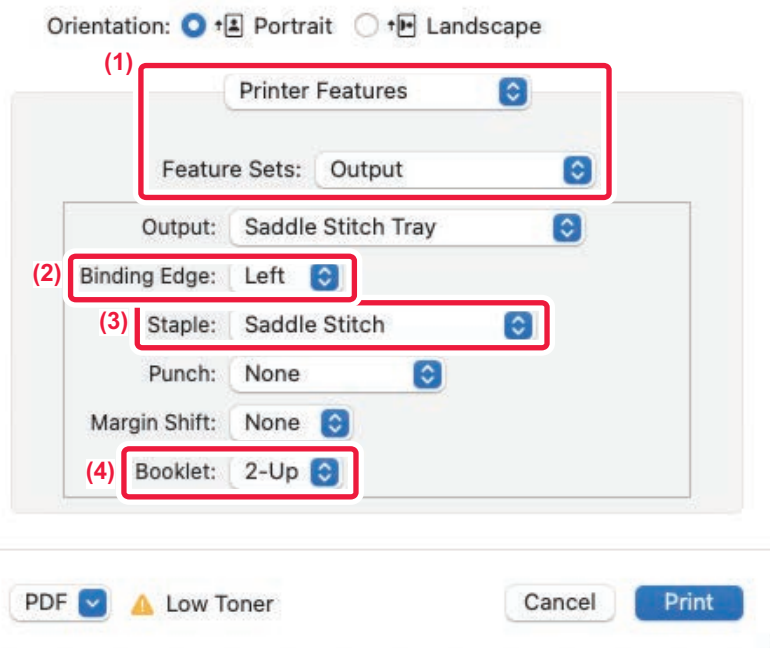 Orientation: Portrait Landscape
(1)
Printer Features
Feature Sets: Output
Output: Saddle Stitch Tray
(2) Binding Edge: Left
(3) Staple: Saddle Stitch
Punch: None
Margin Shift: None
(4) Booklet: 2-Up
PDF Low Toner Cancel Print